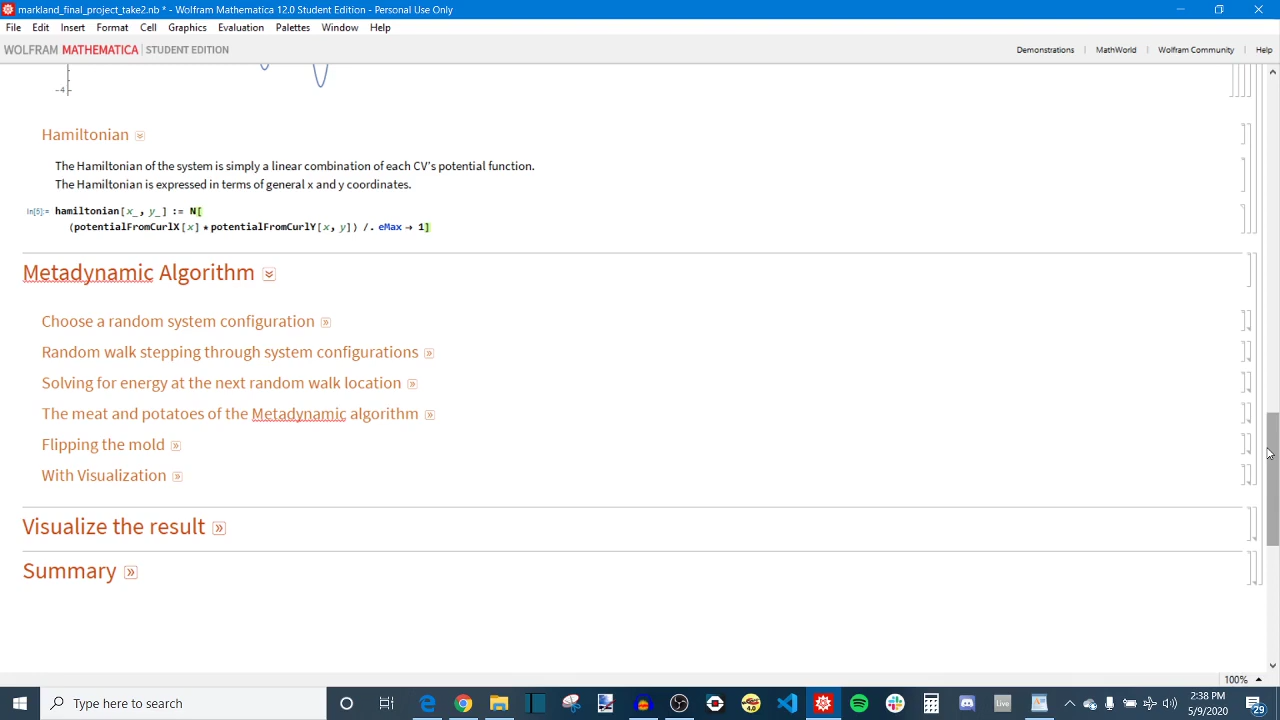 markland_final_project_take2.nb * - Wolfram Mathematica 12.0 Student Edition - Personal Use Only
File Edit Insert Format Cell Graphics Evaluation Palettes Window Help
WOLFRAM MATHEMATICA STUDENT EDITION Demonstrations MathWorld Wolfram Community Help
-4
Hamiltonian
The Hamiltonian of the system is simply a linear combination of each CV's potential function.
The Hamiltonian is expressed in terms of general x and y coordinates.
In[5]:= hamiltonian[x_, y_] := N[
(potentialFromCurlX[x] * potentialFromCurlY[x, y]) /. eMax → 1]
Metadynamic Algorithm
Choose a random system configuration
Random walk stepping through system configurations
Solving for energy at the next random walk location
The meat and potatoes of the Metadynamic algorithm
Flipping the mold
With Visualization
Visualize the result
Summary
100%
Type here to search
4.0
Live
2:38 PM
5/9/2020
29